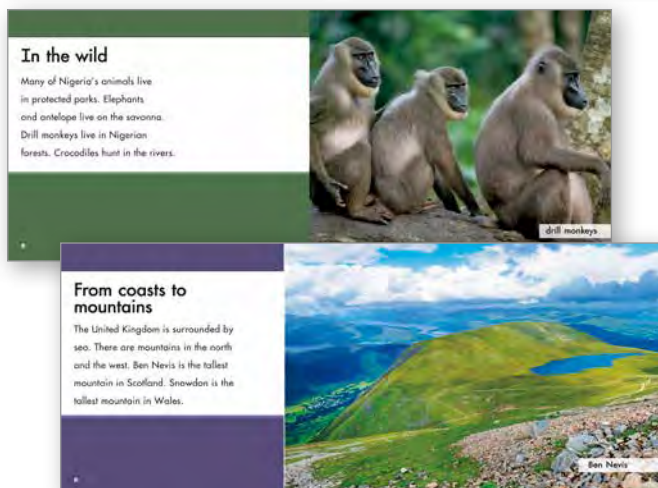 In the wild
Many of Nigeria's animals live
in protected parks. Elephants
and antelope live on the savanna.
Drill monkeys live in Nigerian
forests. Crocodiles hunt in the rivers.
drill monkeys
From coasts to
mountains
The United Kingdom is surrounded by
sea. There are mountains in the north
and the west. Ben Nevis is the tallest
mountain in Scotland. Snowdon is the
tallest mountain in Wales.
Ben Nevis